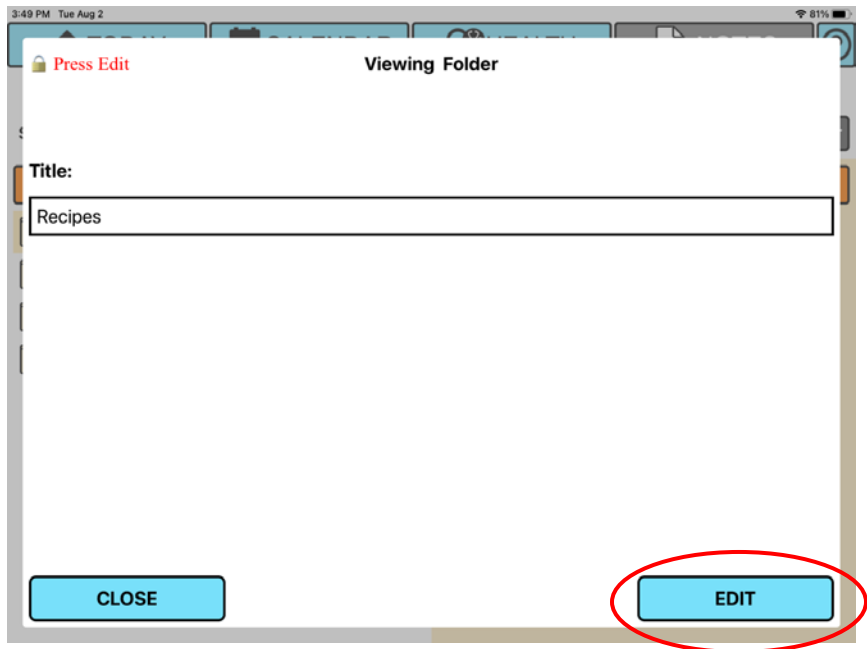 3:49 PM Tue Aug 2
81%
Press Edit
Viewing Folder
Title:
Recipes
CLOSE
EDIT